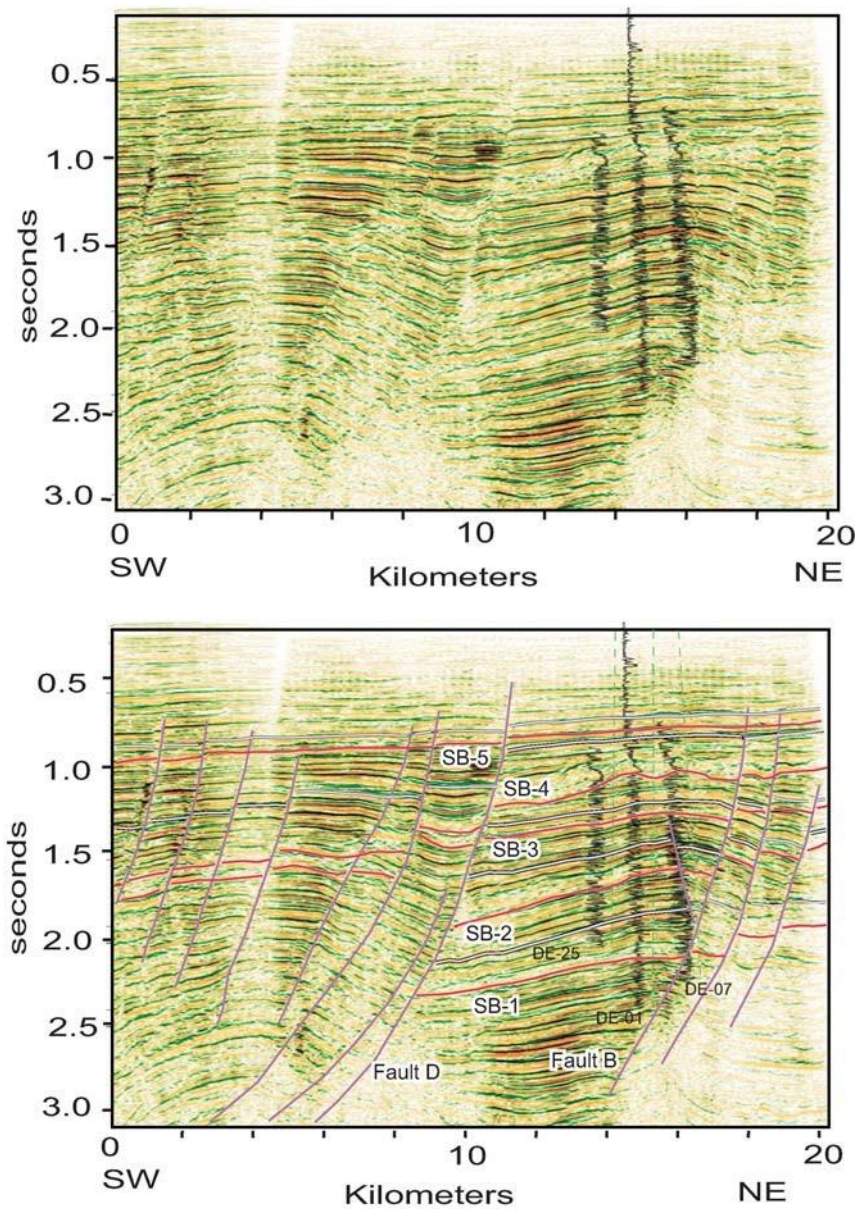 0.5
1.0
1.5
2.0
2.5
3.0
seconds
0 10 20
SW Kilometers NE
0.5
1.0
1.5
2.0
2.5
3.0
seconds
SB-5
SB-4
SB-3
SB-2
DE-25
SB-1
DE-07
DE-01
Fault D Fault B
0 10 20
SW Kilometers NE